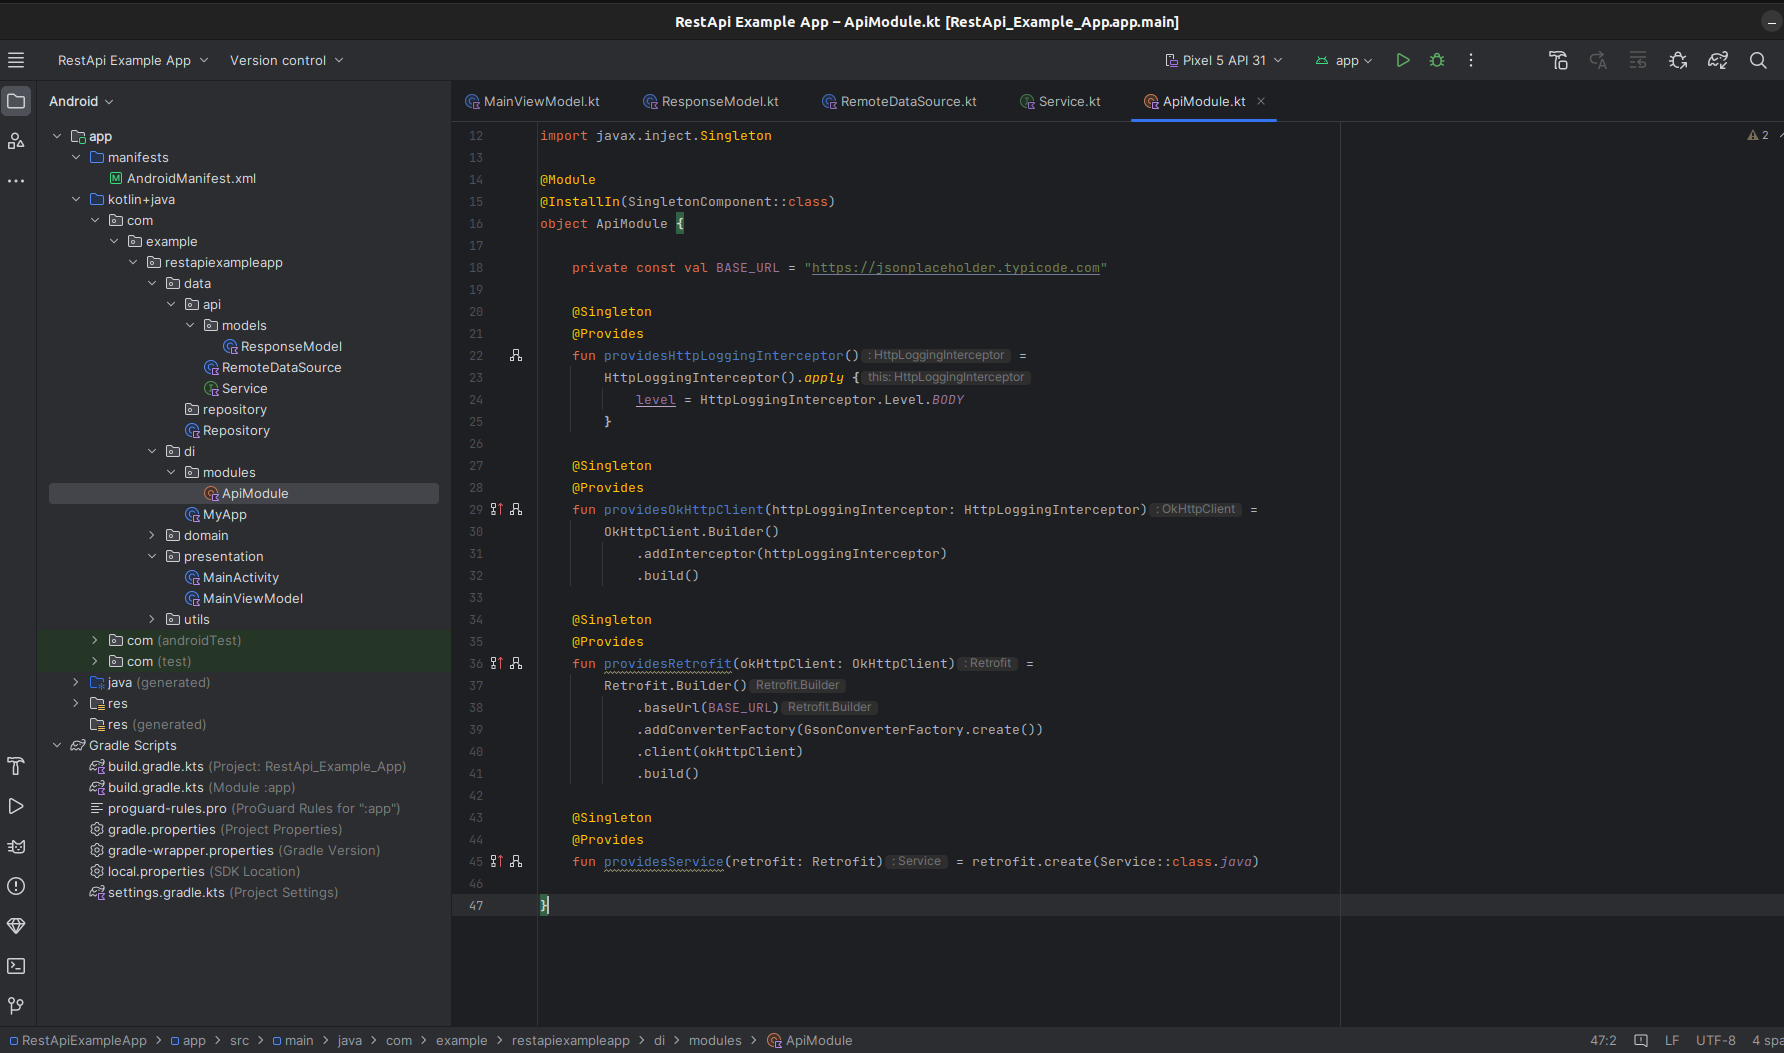 RestApi Example App – ApiModule.kt [RestApi_Example_App.app.main]
RestApi Example App Version control Pixel 5 API 31 app
Android
app
manifests
AndroidManifest.xml
kotlin+java
com
example
restapiexampleapp
data
api
models
ResponseModel
RemoteDataSource
Service
repository
Repository
di
modules
ApiModule
MyApp
domain
presentation
MainActivity
MainViewModel
utils
com (androidTest)
com (test)
java (generated)
res
res (generated)
Gradle Scripts
build.gradle.kts (Project: RestApi_Example_App)
build.gradle.kts (Module :app)
proguard-rules.pro (ProGuard Rules for ":app")
gradle.properties (Project Properties)
gradle-wrapper.properties (Gradle Version)
local.properties (SDK Location)
settings.gradle.kts (Project Settings)
MainViewModel.kt ResponseModel.kt RemoteDataSource.kt Service.kt ApiModule.kt
2
12 import javax.inject.Singleton
13
14 @Module
15 @InstallIn(SingletonComponent::class)
16 object ApiModule {
17
18 private const val BASE_URL = "https://jsonplaceholder.typicode.com"
19
20 @Singleton
21 @Provides
22 fun providesHttpLoggingInterceptor() : HttpLoggingInterceptor =
23 HttpLoggingInterceptor().apply { this: HttpLoggingInterceptor
24 level = HttpLoggingInterceptor.Level.BODY
25 }
26
27 @Singleton
28 @Provides
29 fun providesOkHttpClient(httpLoggingInterceptor: HttpLoggingInterceptor) : OkHttpClient =
30 OkHttpClient.Builder()
31 .addInterceptor(httpLoggingInterceptor)
32 .build()
33
34 @Singleton
35 @Provides
36 fun providesRetrofit(okHttpClient: OkHttpClient) : Retrofit =
37 Retrofit.Builder() Retrofit.Builder
38 .baseUrl(BASE_URL) Retrofit.Builder
39 .addConverterFactory(GsonConverterFactory.create())
40 .client(okHttpClient)
41 .build()
42
43 @Singleton
44 @Provides
45 fun providesService(retrofit: Retrofit) : Service = retrofit.create(Service::class.java)
46
47 }
RestApiExampleApp > app > src > main > java > com > example > restapiexampleapp > di > modules > ApiModule 47:2 LF UTF-8 4 spa